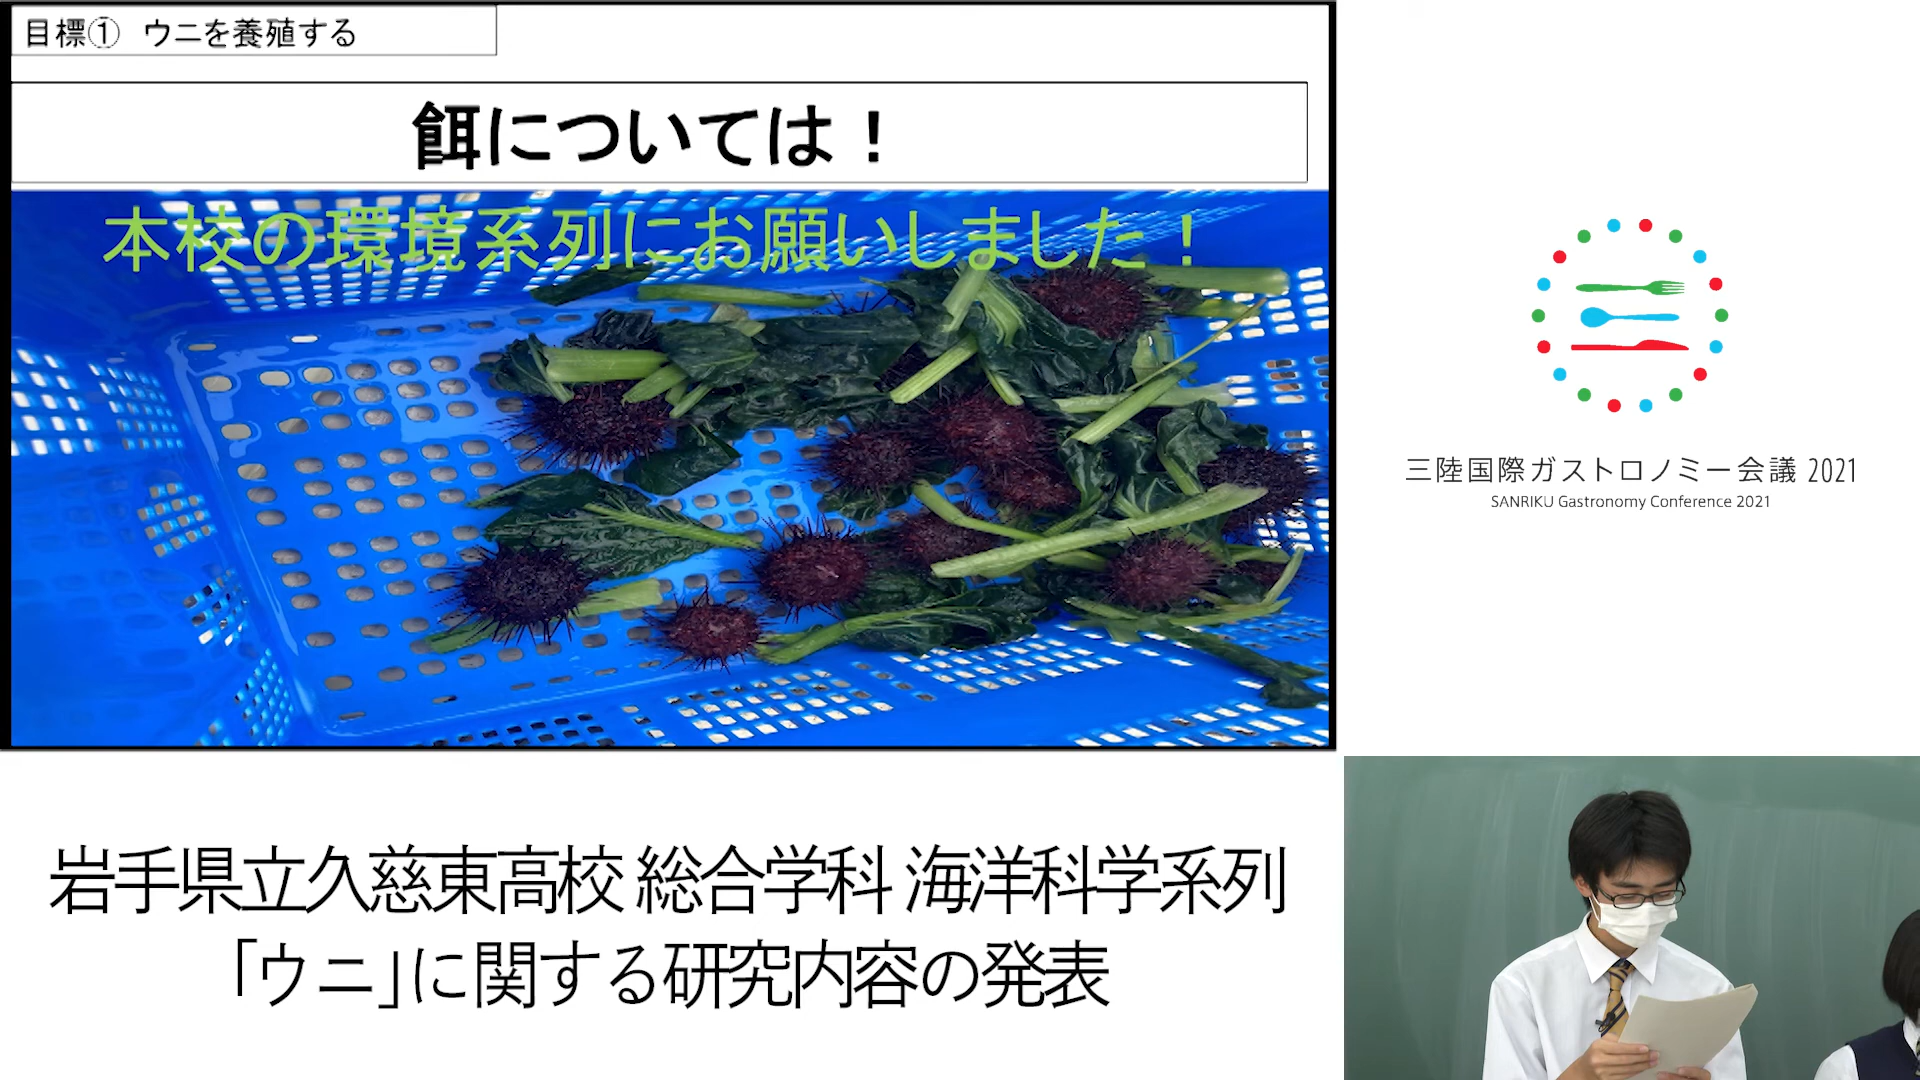 目標① ウニを養殖する
餌については！
本校の環境系列にお願いしました！
三陸国際ガストロノミー会議 2021
SANRIKU Gastronomy Conference 2021
岩手県立久慈東高校 総合学科 海洋科学系列
「ウニ」に関する研究内容の発表